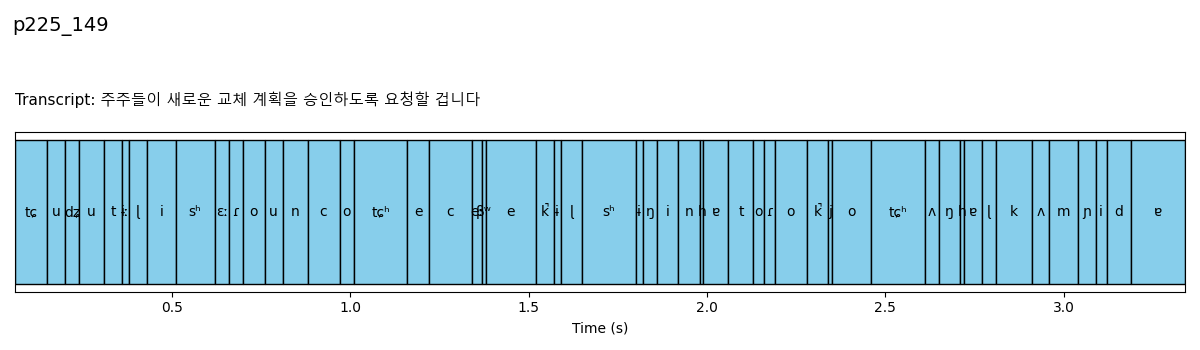 p225_149
Transcript: 주주들이 새로운 교체 계획을 승인하도록 요청할 겁니다
tɕ u dʑ u t ɨː ɭ i sʰ ɛː ɾ o u n c o tɕʰ e c e βʷ e k̚ ɨ ɭ sʰ ɨ ŋ i n h ɐ t o ɾ o k̚ j o tɕʰ ʌ ŋ h ɐ ɭ k ʌ m ɲ i d ɐ
0.5 1.0 1.5 2.0 2.5 3.0
Time (s)